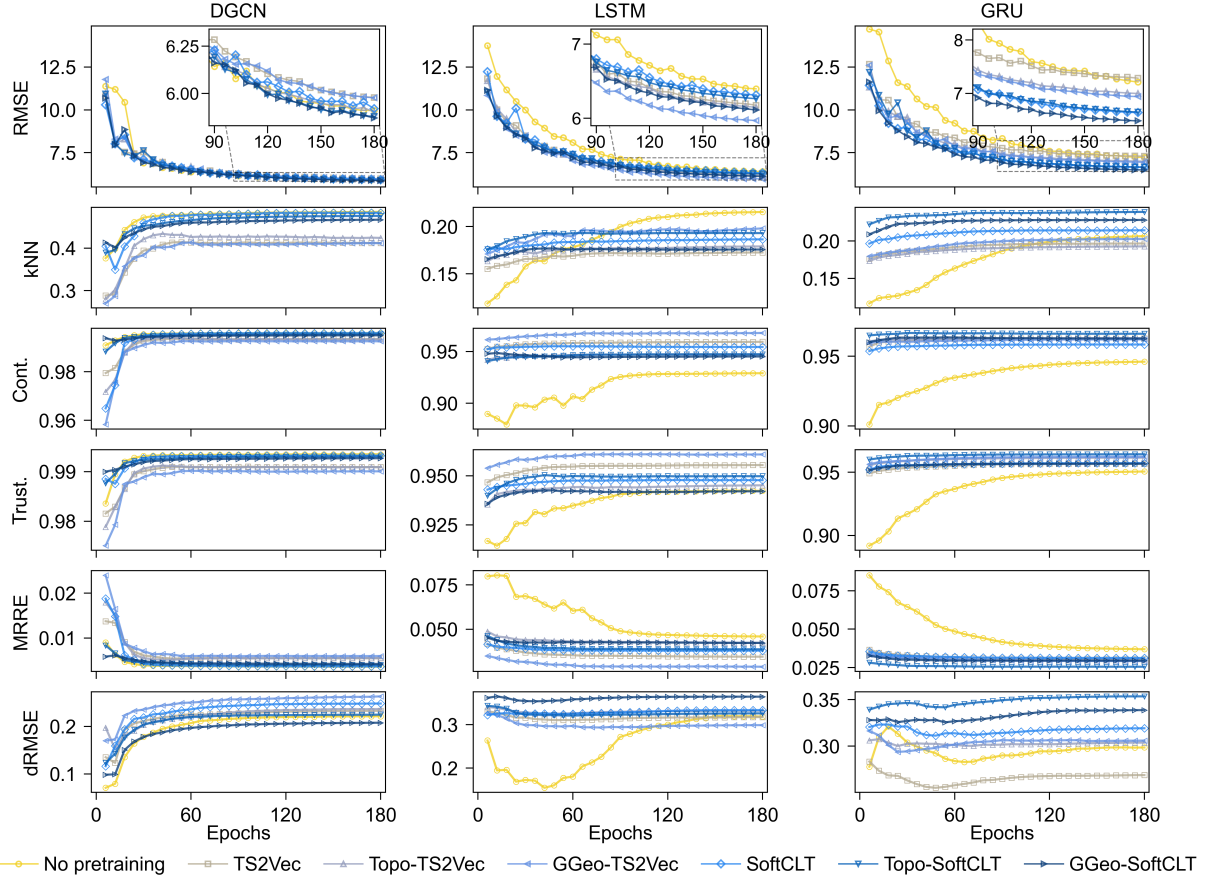 DGCN LSTM GRU
RMSE 12.5 10.0 7.5 6.25 6.00 90 120 150 180
12.5 10.0 7.5 7 6 90 120 150 180
12.5 10.0 7.5 8 7 90 120 150 180
kNN 0.4 0.3 0.20 0.15 0.20 0.15
Cont. 0.98 0.96 0.95 0.90 0.95 0.90
Trust. 0.99 0.98 0.950 0.925 0.95 0.90
MRRE 0.02 0.01 0.075 0.050 0.075 0.050 0.025
dRMSE 0.2 0.1 0.3 0.2 0.35 0.30
0 60 120 180 0 60 120 180 0 60 120 180
Epochs Epochs Epochs
No pretraining TS2Vec Topo-TS2Vec GGeo-TS2Vec SoftCLT Topo-SoftCLT GGeo-SoftCLT